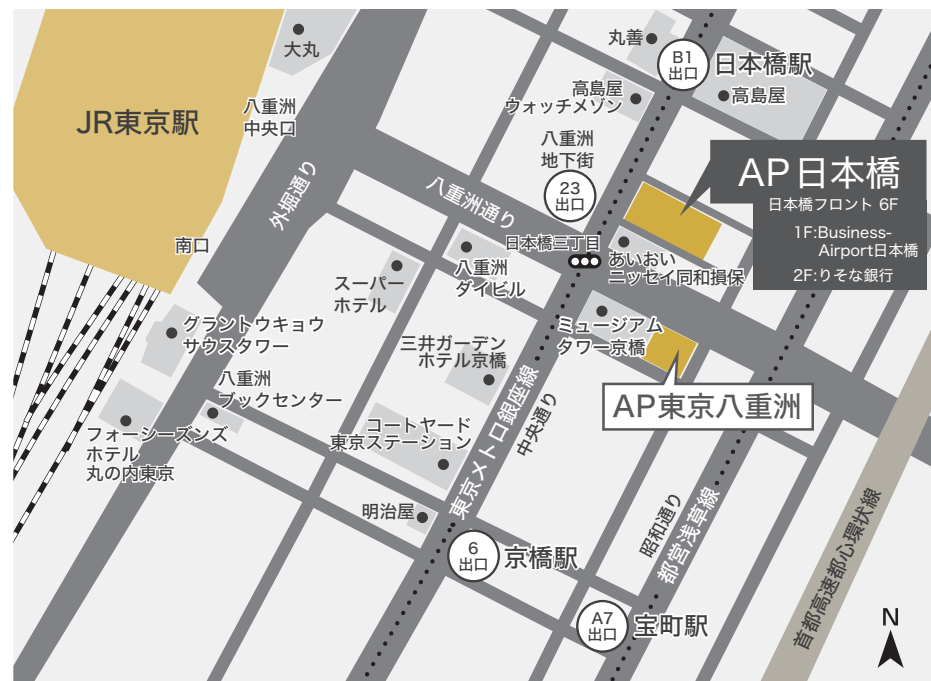 大丸
丸善
B1
出口
日本橋駅
高島屋
ウォッチメゾン
高島屋
JR東京駅
八重洲
中央口
八重洲
地下街
23
出口
AP日本橋
日本橋フロント 6F
1F:Business-
Airport日本橋
2F:りそな銀行
外堀通り
八重洲通り
南口
日本橋三丁目
あいおい
ニッセイ同和損保
八重洲
ダイビル
スーパー
ホテル
グラントウキョウ
サウスタワー
ミュージアム
タワー京橋
三井ガーデン
ホテル京橋
八重洲
ブックセンター
AP東京八重洲
フォーシーズンズ
ホテル
丸の内東京
コートヤード
東京ステーション
東京メトロ銀座線
中央通り
明治屋
6
出口
京橋駅
昭和通り
都営浅草線
首都高速都心環状線
A7
出口
宝町駅
N